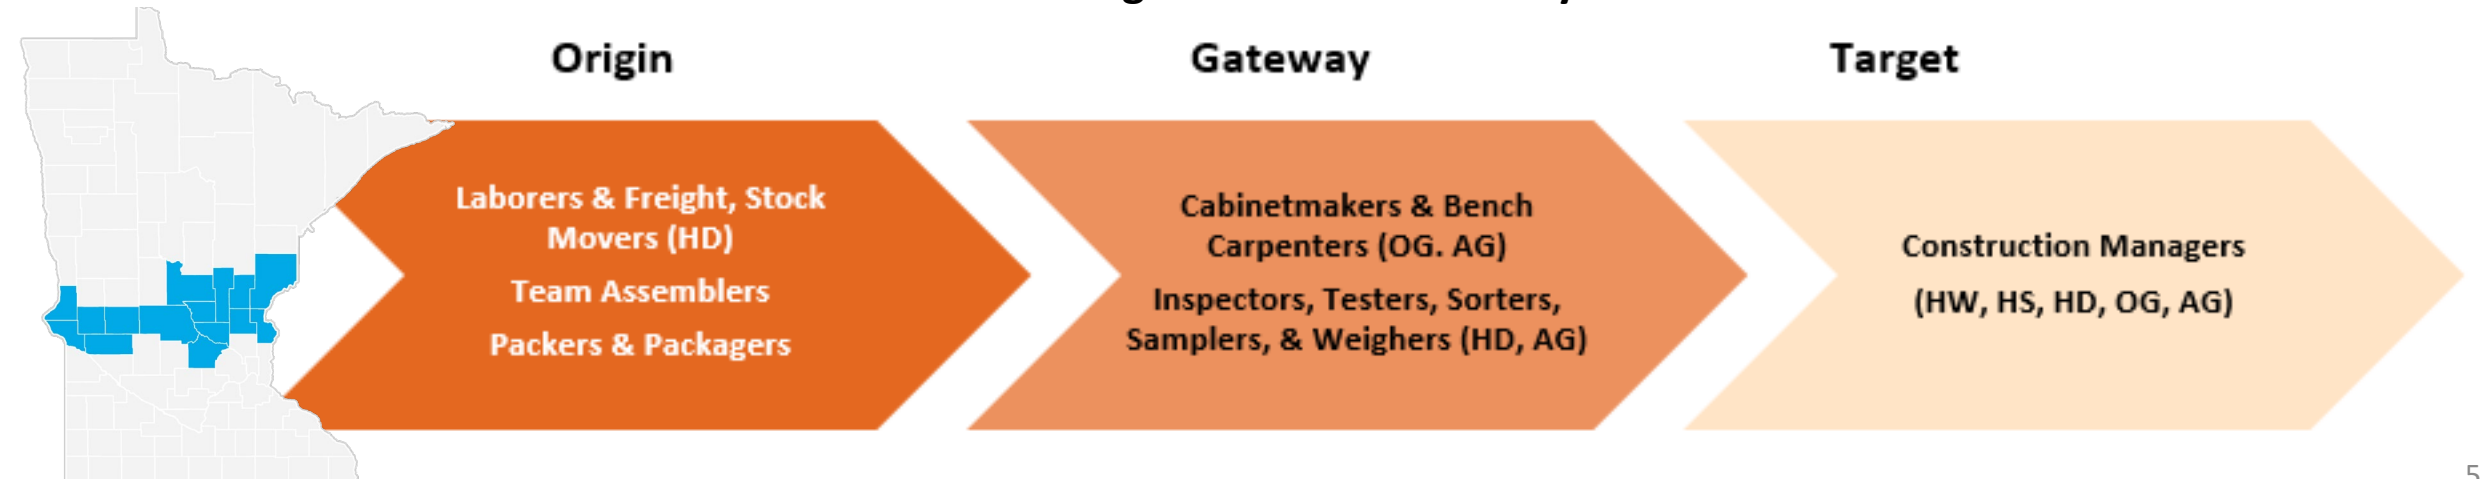 Origin
Gateway
Target
Laborers & Freight, Stock
Movers (HD)
Team Assemblers
Packers & Packagers
Cabinetmakers & Bench
Carpenters (OG. AG)
Inspectors, Testers, Sorters,
Samplers, & Weighers (HD, AG)
Construction Managers
(HW, HS, HD, OG, AG)
5